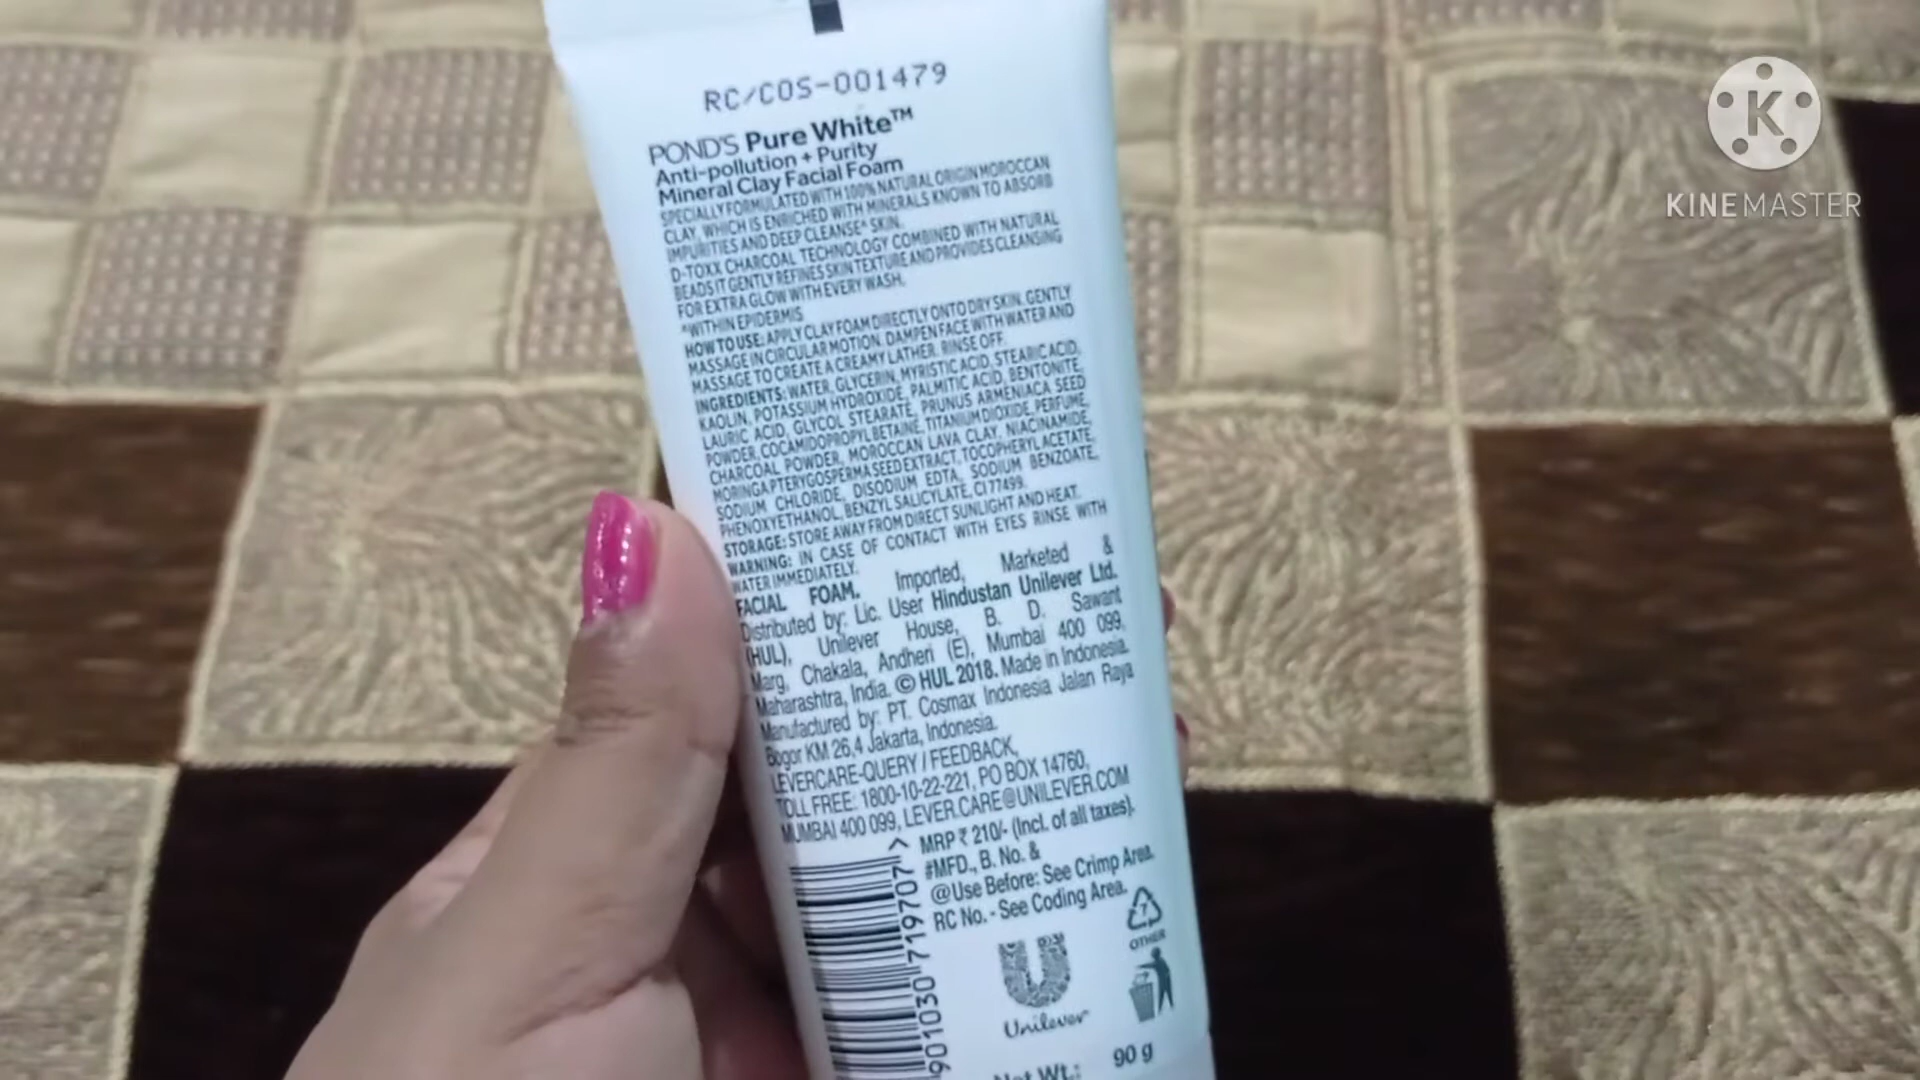 RC/COS-001479
POND'S Pure White™
Anti-pollution + Purity
Mineral Clay Facial Foam
SPECIALLY FORMULATED WITH 100% NATURAL ORIGIN MOROCCAN
CLAY, WHICH IS ENRICHED WITH MINERALS KNOWN TO ABSORB
IMPURITIES AND DEEP CLEANSE^ SKIN.
D-TOXX CHARCOAL TECHNOLOGY COMBINED WITH NATURAL
BEADS IT GENTLY REFINES SKIN TEXTURE AND PROVIDES CLEANSING
FOR EXTRA GLOW WITH EVERY WASH.
^WITHIN EPIDERMIS
HOW TO USE: APPLY CLAY FOAM DIRECTLY ONTO DRY SKIN. GENTLY
MASSAGE IN CIRCULAR MOTION. DAMPEN FACE WITH WATER AND
MASSAGE TO CREATE A CREAMY LATHER. RINSE OFF.
INGREDIENTS: WATER, GLYCERIN, MYRISTIC ACID, STEARIC ACID,
KAOLIN, POTASSIUM HYDROXIDE, PALMITIC ACID, BENTONITE,
LAURIC ACID, GLYCOL STEARATE, PRUNUS ARMENIACA SEED
POWDER, COCAMIDOPROPYL BETAINE, TITANIUM DIOXIDE, PERFUME,
CHARCOAL POWDER, MOROCCAN LAVA CLAY, NIACINAMIDE,
MORINGA PTERYGOSPERMA SEED EXTRACT, TOCOPHERYL ACETATE,
SODIUM CHLORIDE, DISODIUM EDTA, SODIUM BENZOATE,
PHENOXYETHANOL, BENZYL SALICYLATE, CI 77499.
STORAGE: STORE AWAY FROM DIRECT SUNLIGHT AND HEAT.
WARNING: IN CASE OF CONTACT WITH EYES RINSE WITH
WATER IMMEDIATELY.
FACIAL FOAM. Imported, Marketed &
Distributed by: Lic. User Hindustan Unilever Ltd.
(HUL), Unilever House, B. D. Sawant
Marg, Chakala, Andheri (E), Mumbai 400 099,
Maharashtra, India. © HUL 2018. Made in Indonesia.
Manufactured by: PT. Cosmax Indonesia Jalan Raya
Bogor KM 26,4 Jakarta, Indonesia.
LEVERCARE-QUERY / FEEDBACK,
TOLL FREE: 1800-10-22-221, PO BOX 14760,
MUMBAI 400 099, LEVER.CARE@UNILEVER.COM
MRP ₹ 210/- (Incl. of all taxes).
#MFD., B. No. &
@Use Before: See Crimp Area.
RC No. - See Coding Area.
901030 719707 >
7
OTHER
Unilever
Net Wt.: 90 g
K
KINEMASTER